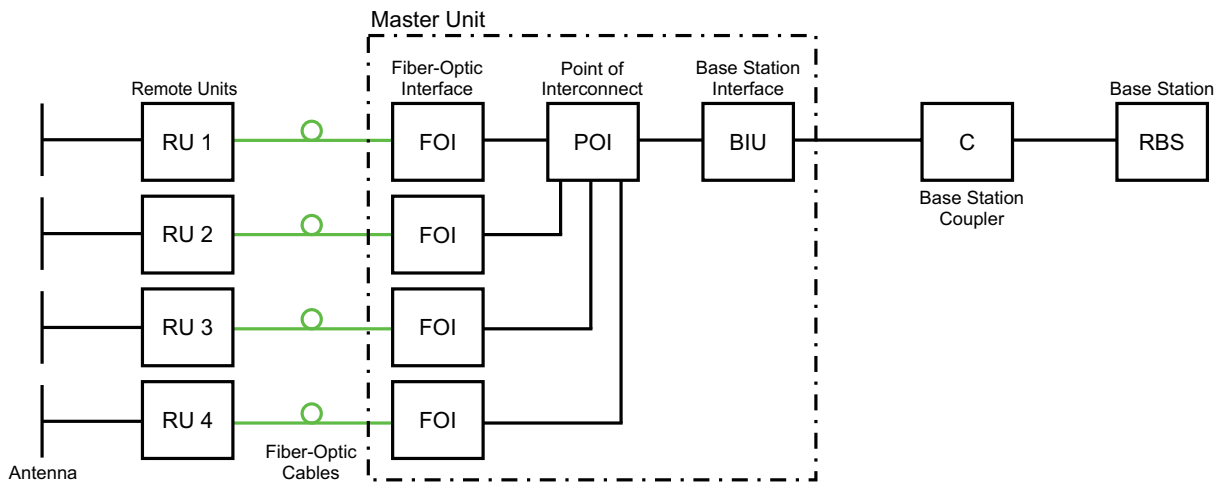 Master Unit
Remote Units
Fiber-Optic
Interface
Point of
Interconnect
Base Station
Interface
Base Station
RU 1
FOI
POI
BIU
C
RBS
Base Station
Coupler
RU 2
FOI
RU 3
FOI
RU 4
FOI
Fiber-Optic
Cables
Antenna